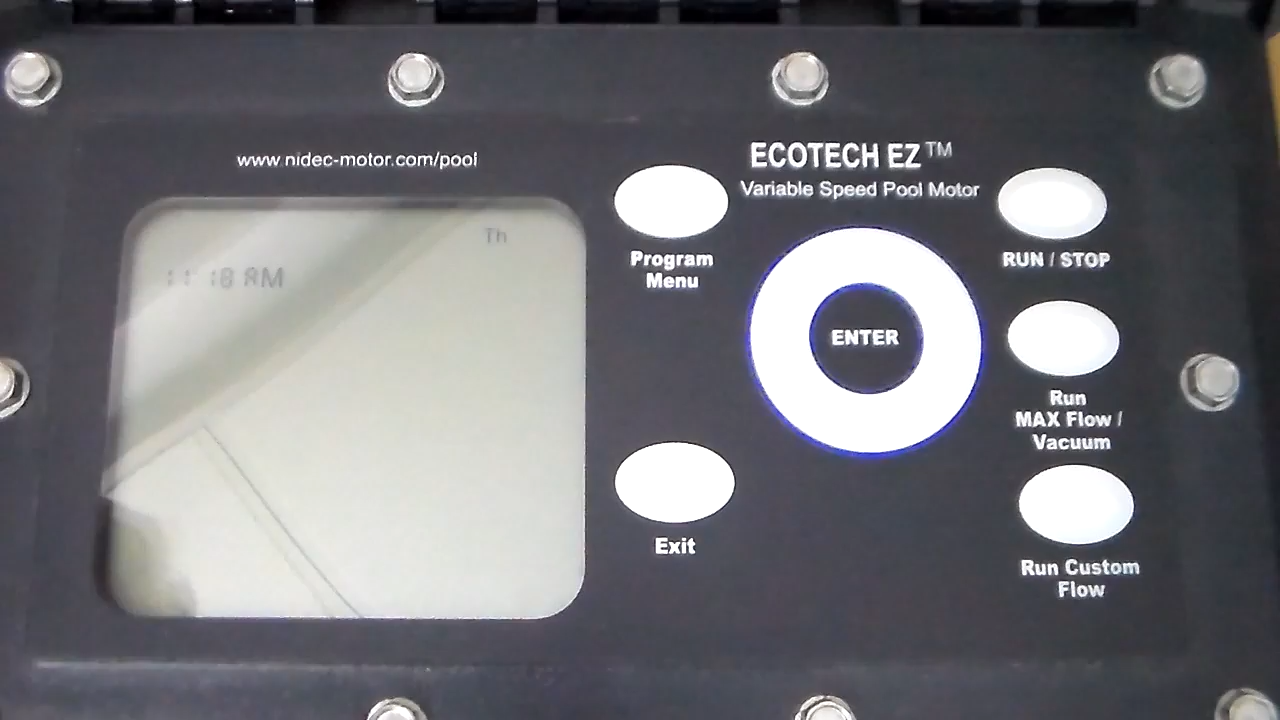 www.nidec-motor.com/pool
Th
11:18 AM
Program
Menu
Exit
ECOTECH EZ™
Variable Speed Pool Motor
ENTER
RUN / STOP
Run
MAX Flow /
Vacuum
Run Custom
Flow